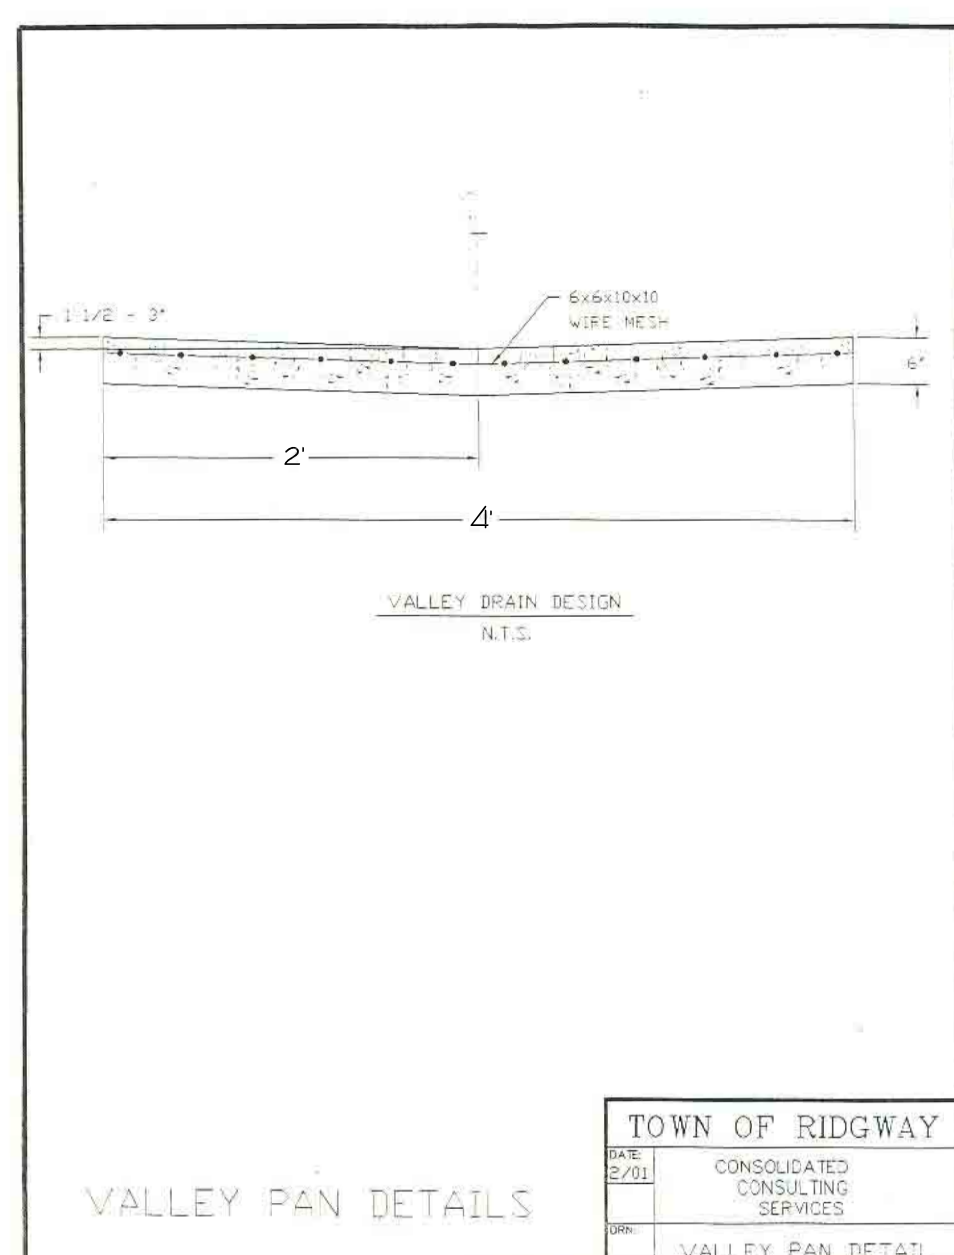 1 1/2 - 3"
6x6x10x10
WIRE MESH
6"
2'
4'
VALLEY DRAIN DESIGN
N.T.S.
VALLEY PAN DETAILS
TOWN OF RIDGWAY
DATE:
2/01
CONSOLIDATED
CONSULTING
SERVICES
DRN:
VALLEY PAN DETAIL